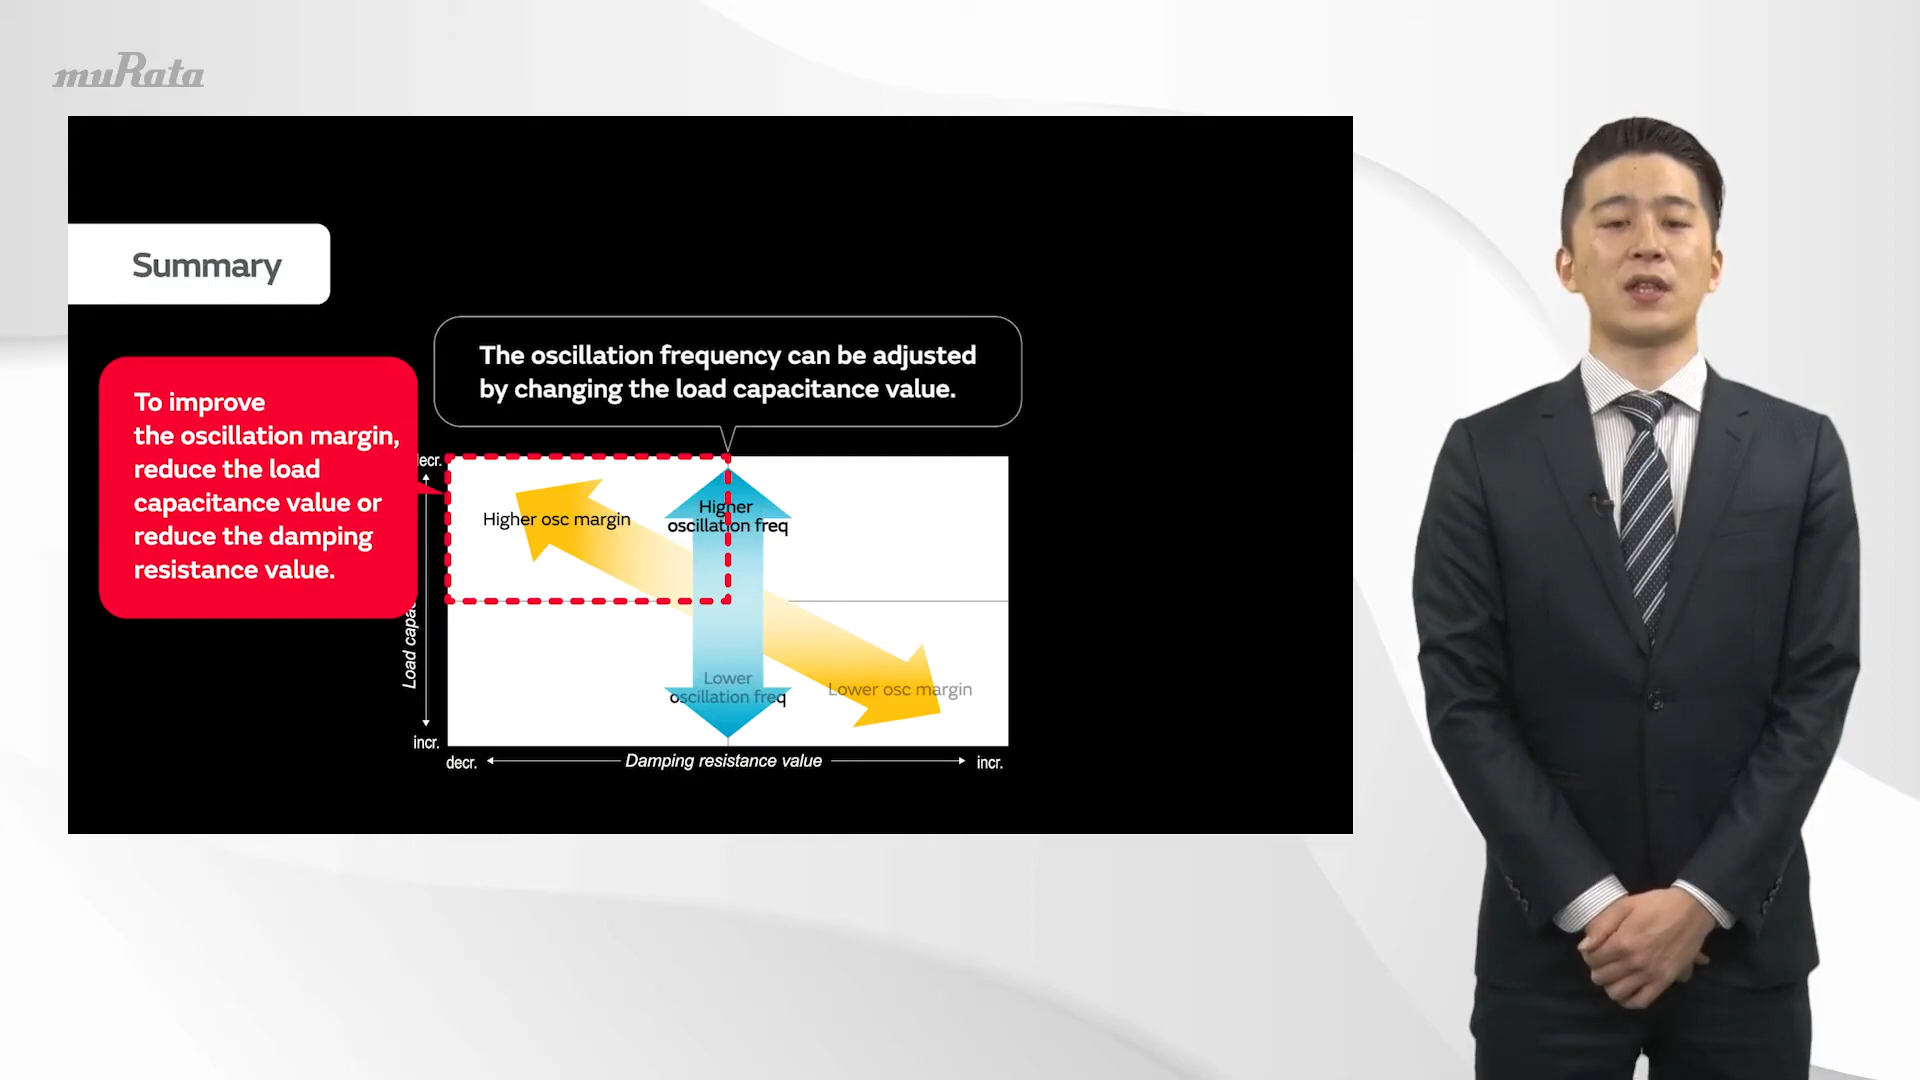 muRata
Summary
The oscillation frequency can be adjusted
by changing the load capacitance value.
To improve
the oscillation margin,
reduce the load
capacitance value or
reduce the damping
resistance value.
decr.
Higher osc margin
Higher
oscillation freq
Load
Lower
oscillation freq
Lower osc margin
incr.
decr.
Damping resistance value
incr.